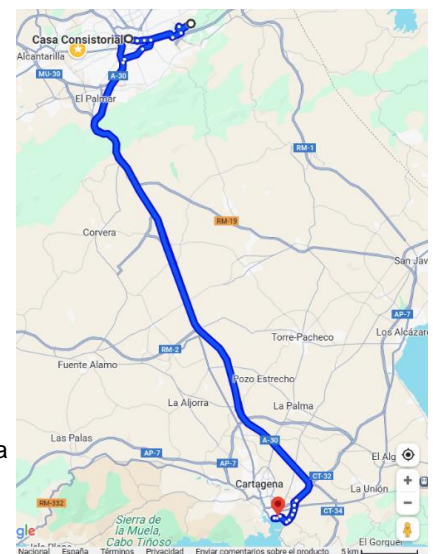 Casa Consistorial
Alcantarilla
MU-30
A-30
El Palmar
RM-1
RM-19
Corvera
San Jav
AP-7
Los Alcázare
RM-2
Torre-Pacheco
Fuente Alamo
Pozo Estrecho
La Aljorra
La Palma
Las Palas
a
A-30
AP-7
AP-7
El Alg
CT-32
Cartagena
La Unión
RM-332
CT-34
Sierra de
la Muela,
Cabo Tiñoso
gle
El Gorguel
Nacional España Términos Privacidad Enviar comentarios sobre el producto 5 km